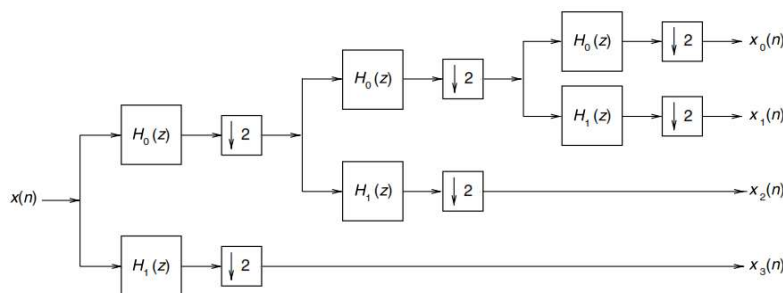 H₀(z) ↓ 2 x₀(n)
H₀(z) ↓ 2
H₁(z) ↓ 2 x₁(n)
H₀(z) ↓ 2
H₁(z) ↓ 2 x₂(n)
x(n)
H₁(z) ↓ 2 x₃(n)